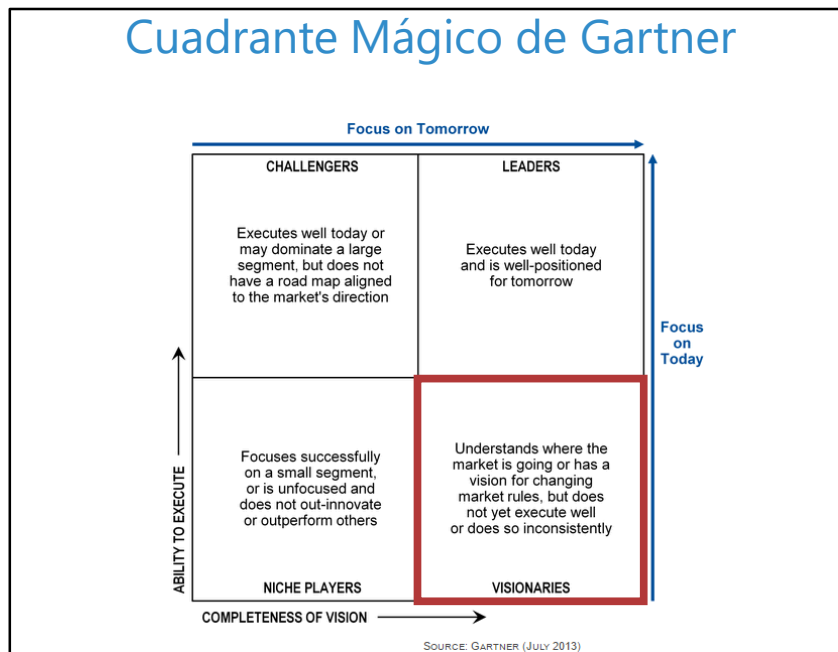 Cuadrante Mágico de Gartner
Focus on Tomorrow
CHALLENGERS
Executes well today or
may dominate a large
segment, but does not
have a road map aligned
to the market's direction
LEADERS
Executes well today
and is well-positioned
for tomorrow
Focus
on
Today
ABILITY TO EXECUTE
Focuses successfully
on a small segment,
or is unfocused and
does not out-innovate
or outperform others
NICHE PLAYERS
Understands where the
market is going or has a
vision for changing
market rules, but does
not yet execute well
or does so inconsistently
VISIONARIES
COMPLETENESS OF VISION
SOURCE: GARTNER (JULY 2013)